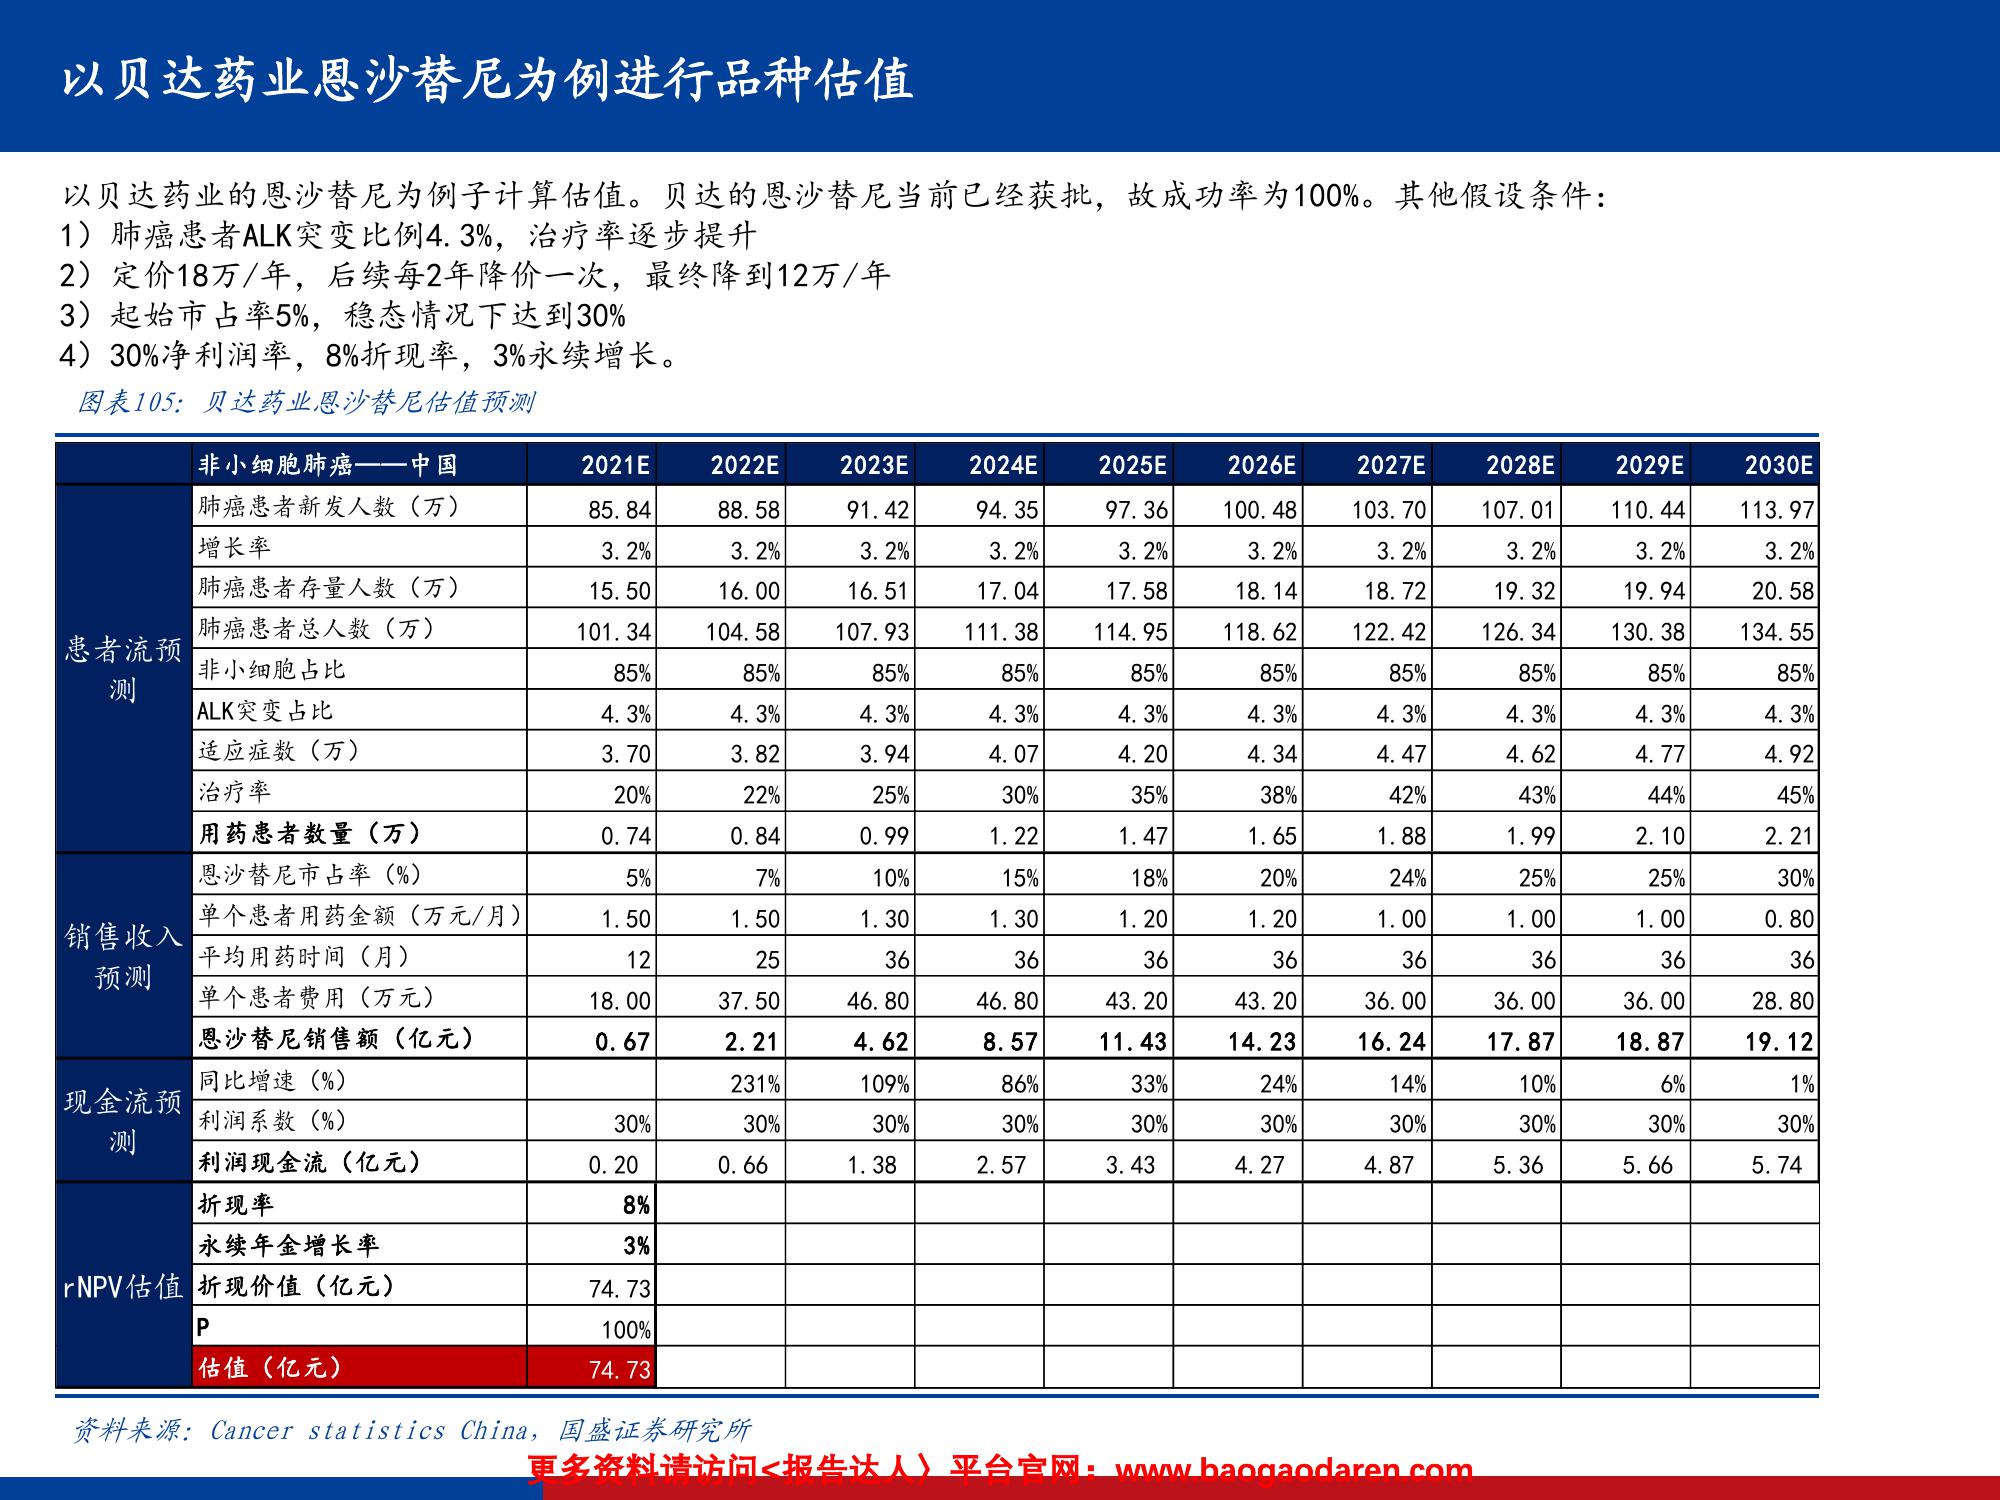 以贝达药业恩沙替尼为例进行品种估值
以贝达药业的恩沙替尼为例子计算估值。贝达的恩沙替尼当前已经获批，故成功率为100%。其他假设条件：
1）肺癌患者ALK突变比例4.3%，治疗率逐步提升
2）定价18万/年，后续每2年降价一次，最终降到12万/年
3）起始市占率5%，稳态情况下达到30%
4）30%净利润率，8%折现率，3%永续增长。
图表105：贝达药业恩沙替尼估值预测
非小细胞肺癌——中国 2021E 2022E 2023E 2024E 2025E 2026E 2027E 2028E 2029E 2030E
患者流预测
肺癌患者新发人数（万） 85.84 88.58 91.42 94.35 97.36 100.48 103.70 107.01 110.44 113.97
增长率 3.2% 3.2% 3.2% 3.2% 3.2% 3.2% 3.2% 3.2% 3.2% 3.2%
肺癌患者存量人数（万） 15.50 16.00 16.51 17.04 17.58 18.14 18.72 19.32 19.94 20.58
肺癌患者总人数（万） 101.34 104.58 107.93 111.38 114.95 118.62 122.42 126.34 130.38 134.55
非小细胞占比 85% 85% 85% 85% 85% 85% 85% 85% 85% 85%
ALK突变占比 4.3% 4.3% 4.3% 4.3% 4.3% 4.3% 4.3% 4.3% 4.3% 4.3%
适应症数（万） 3.70 3.82 3.94 4.07 4.20 4.34 4.47 4.62 4.77 4.92
治疗率 20% 22% 25% 30% 35% 38% 42% 43% 44% 45%
用药患者数量（万） 0.74 0.84 0.99 1.22 1.47 1.65 1.88 1.99 2.10 2.21
销售收入预测
恩沙替尼市占率（%） 5% 7% 10% 15% 18% 20% 24% 25% 25% 30%
单个患者用药金额（万元/月） 1.50 1.50 1.30 1.30 1.20 1.20 1.00 1.00 1.00 0.80
平均用药时间（月） 12 25 36 36 36 36 36 36 36 36
单个患者费用（万元） 18.00 37.50 46.80 46.80 43.20 43.20 36.00 36.00 36.00 28.80
恩沙替尼销售额（亿元） 0.67 2.21 4.62 8.57 11.43 14.23 16.24 17.87 18.87 19.12
现金流预测
同比增速（%） 231% 109% 86% 33% 24% 14% 10% 6% 1%
利润系数（%） 30% 30% 30% 30% 30% 30% 30% 30% 30% 30%
利润现金流（亿元） 0.20 0.66 1.38 2.57 3.43 4.27 4.87 5.36 5.66 5.74
rNPV估值
折现率 8%
永续年金增长率 3%
折现价值（亿元） 74.73
P 100%
估值（亿元） 74.73
资料来源：Cancer statistics China，国盛证券研究所
更多资料请访问<报告达人〉平台官网：www.baogaodaren.com